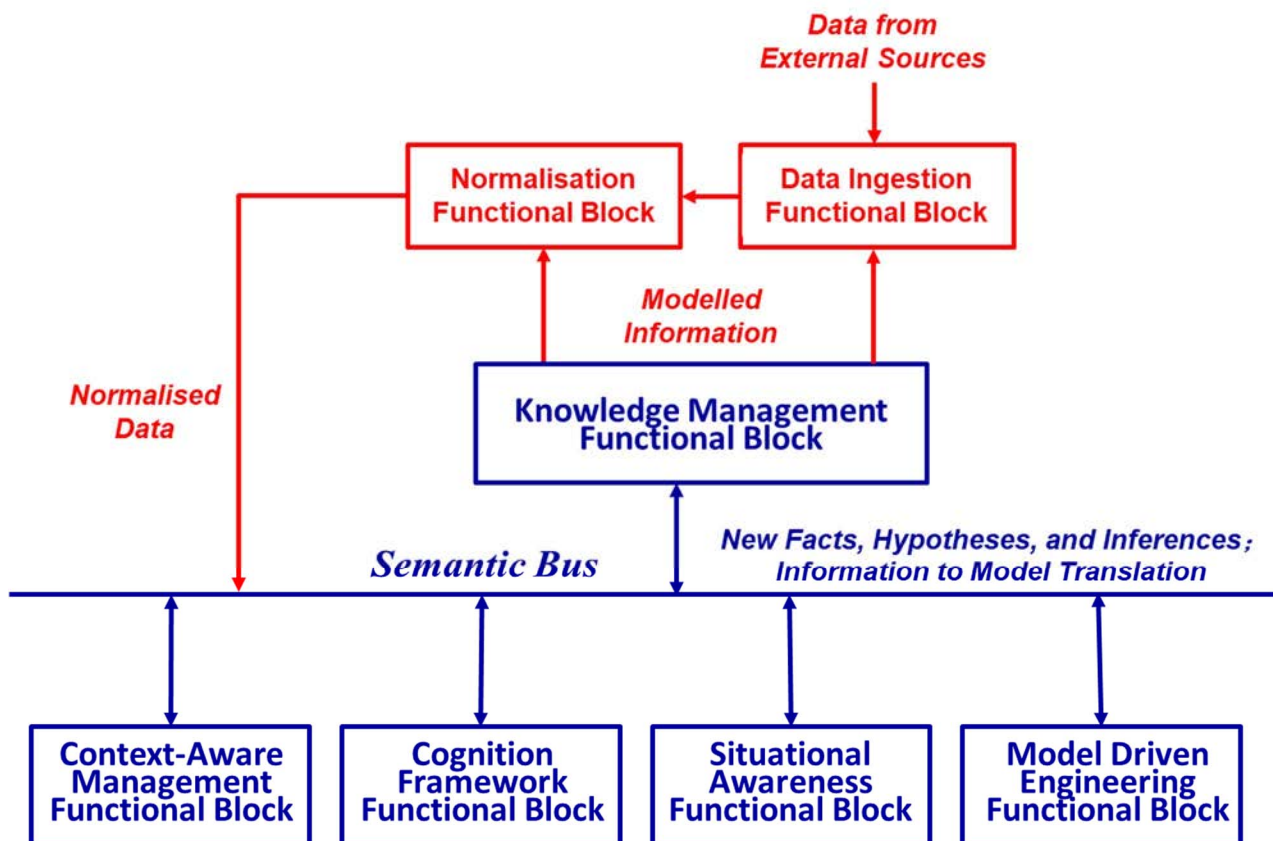 Data from
External Sources
Normalisation
Functional Block
Data Ingestion
Functional Block
Modelled
Information
Normalised
Data
Knowledge Management
Functional Block
Semantic Bus
New Facts, Hypotheses, and Inferences;
Information to Model Translation
Context-Aware
Management
Functional Block
Cognition
Framework
Functional Block
Situational
Awareness
Functional Block
Model Driven
Engineering
Functional Block